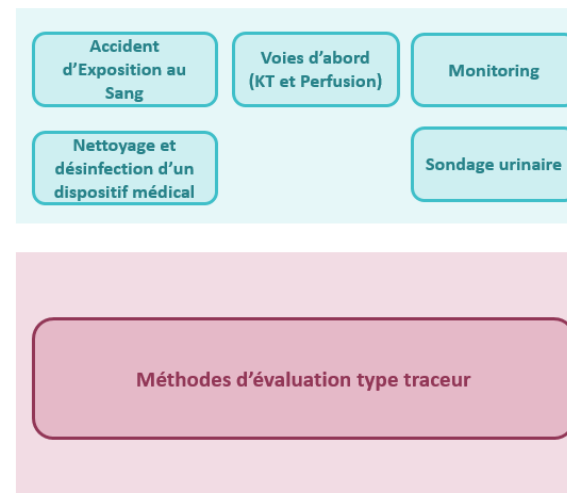 Accident
d’Exposition au
Sang
Voies d’abord
(KT et Perfusion)
Monitoring
Nettoyage et
désinfection d’un
dispositif médical
Sondage urinaire
Méthodes d’évaluation type traceur